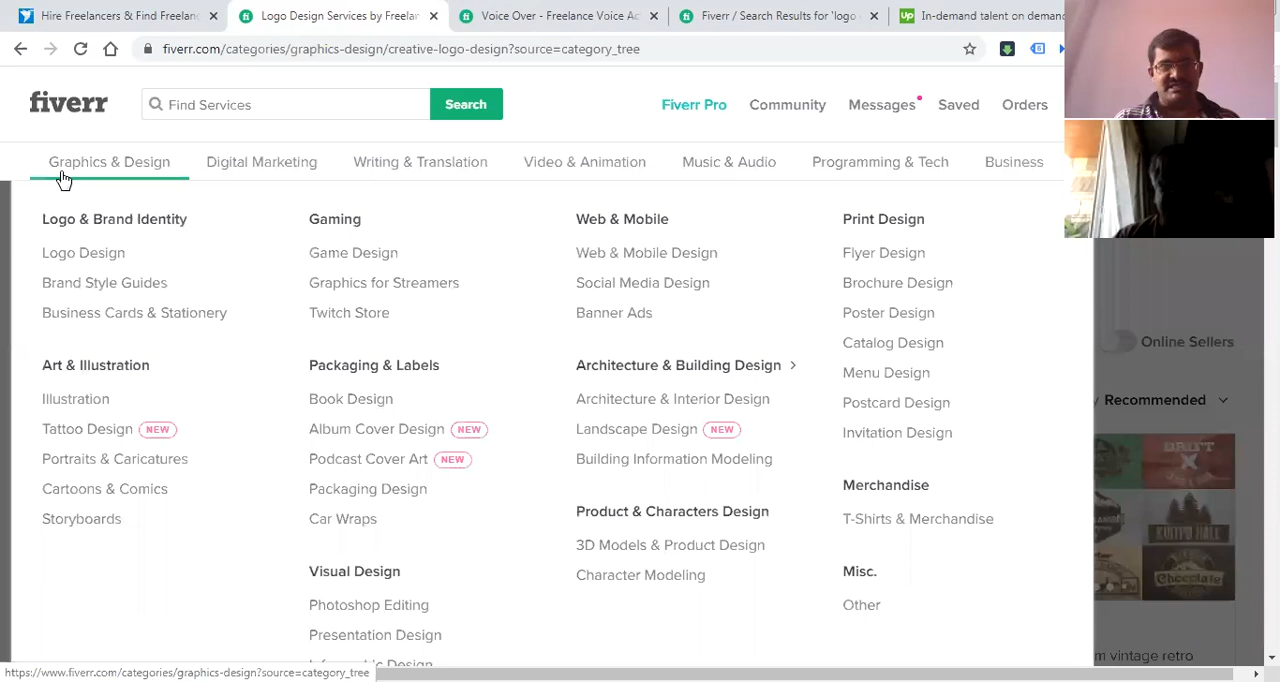 Hire Freelancers & Find Freelan
Logo Design Services by Freelar
Voice Over - Freelance Voice Ac
Fiverr / Search Results for 'logo
In-demand talent on demand
fiverr.com/categories/graphics-design/creative-logo-design?source=category_tree
fiverr
Find Services
Search
Fiverr Pro
Community
Messages
Saved
Orders
Graphics & Design
Digital Marketing
Writing & Translation
Video & Animation
Music & Audio
Programming & Tech
Business
Logo & Brand Identity
Logo Design
Brand Style Guides
Business Cards & Stationery
Art & Illustration
Illustration
Tattoo Design NEW
Portraits & Caricatures
Cartoons & Comics
Storyboards
Gaming
Game Design
Graphics for Streamers
Twitch Store
Packaging & Labels
Book Design
Album Cover Design NEW
Podcast Cover Art NEW
Packaging Design
Car Wraps
Visual Design
Photoshop Editing
Presentation Design
Infographic Design
Web & Mobile
Web & Mobile Design
Social Media Design
Banner Ads
Architecture & Building Design
Architecture & Interior Design
Landscape Design NEW
Building Information Modeling
Product & Characters Design
3D Models & Product Design
Character Modeling
Print Design
Flyer Design
Brochure Design
Poster Design
Catalog Design
Menu Design
Postcard Design
Invitation Design
Merchandise
T-Shirts & Merchandise
Misc.
Other
Online Sellers
y Recommended
DRIFT
Chocolate
m vintage retro
https://www.fiverr.com/categories/graphics-design?source=category_tree